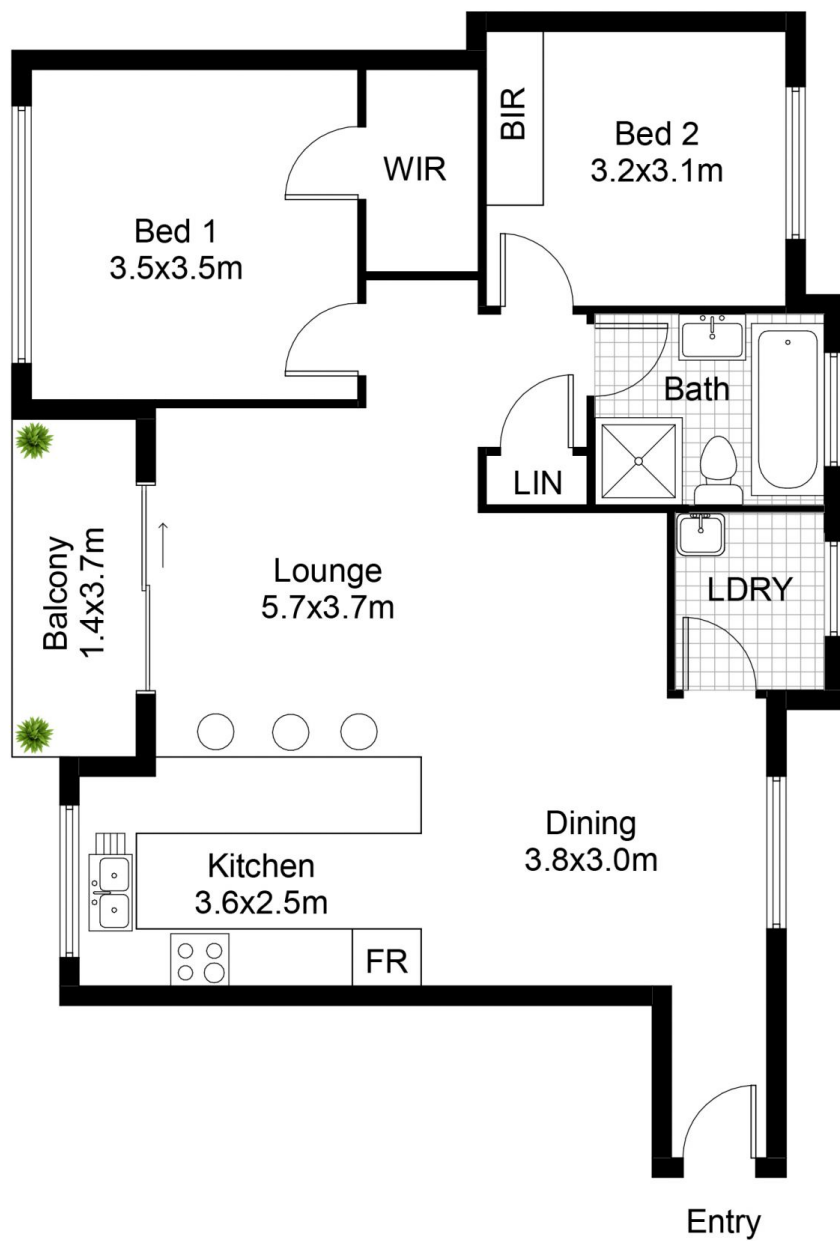 BIR
Bed 2
3.2x3.1m
WIR
Bed 1
3.5x3.5m
Bath
LIN
Balcony
1.4x3.7m
Lounge
5.7x3.7m
LDRY
Dining
3.8x3.0m
Kitchen
3.6x2.5m
FR
Entry